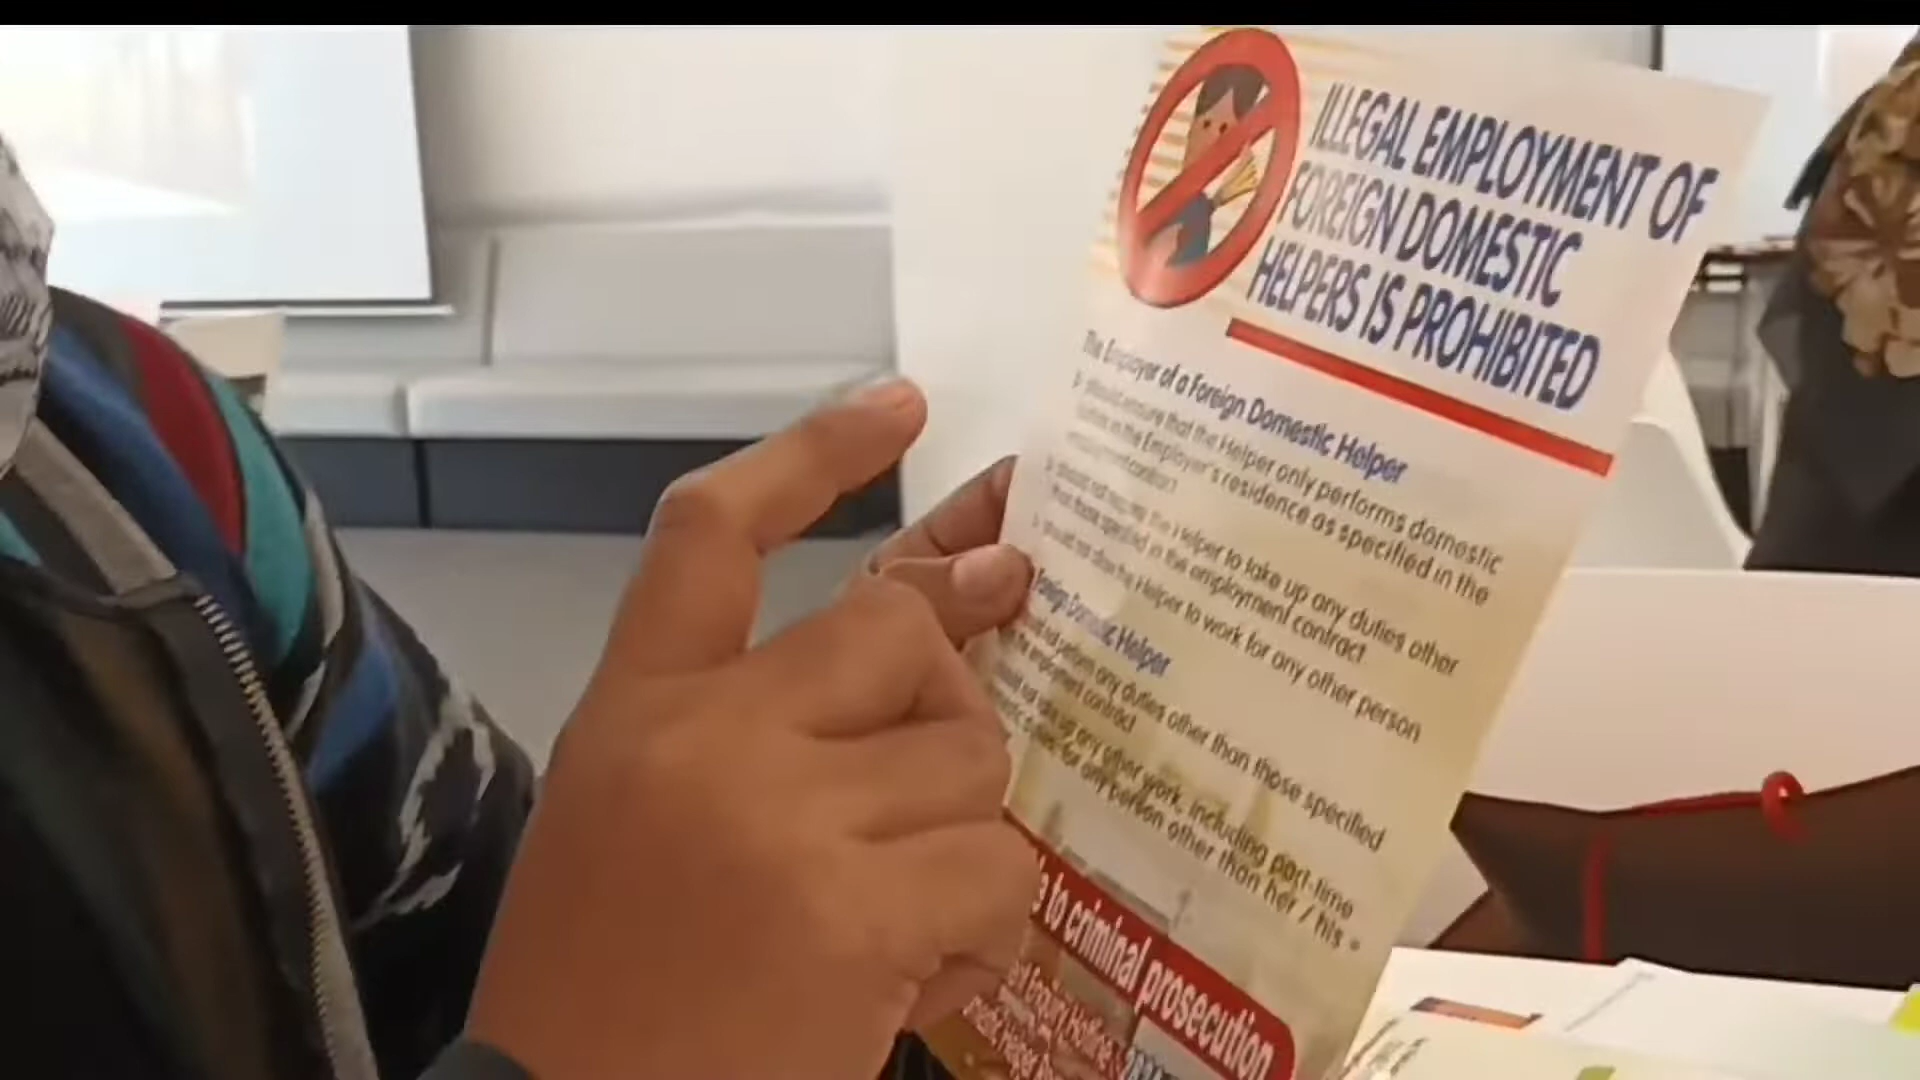 ILLEGAL EMPLOYMENT OF
FOREIGN DOMESTIC
HELPERS IS PROHIBITED
The Employer of a Foreign Domestic Helper
should ensure that the Helper only performs domestic
duties in the Employer's residence as specified in the
employment contract
should not require the Helper to take up any duties other
than those specified in the employment contract
should not allow the Helper to work for any other person
Foreign Domestic Helper
not perform any duties other than those specified
the employment contract
not take up any other work, including part-time
for any person other than her / his
to criminal prosecution
Enquiry Hotline
Helper